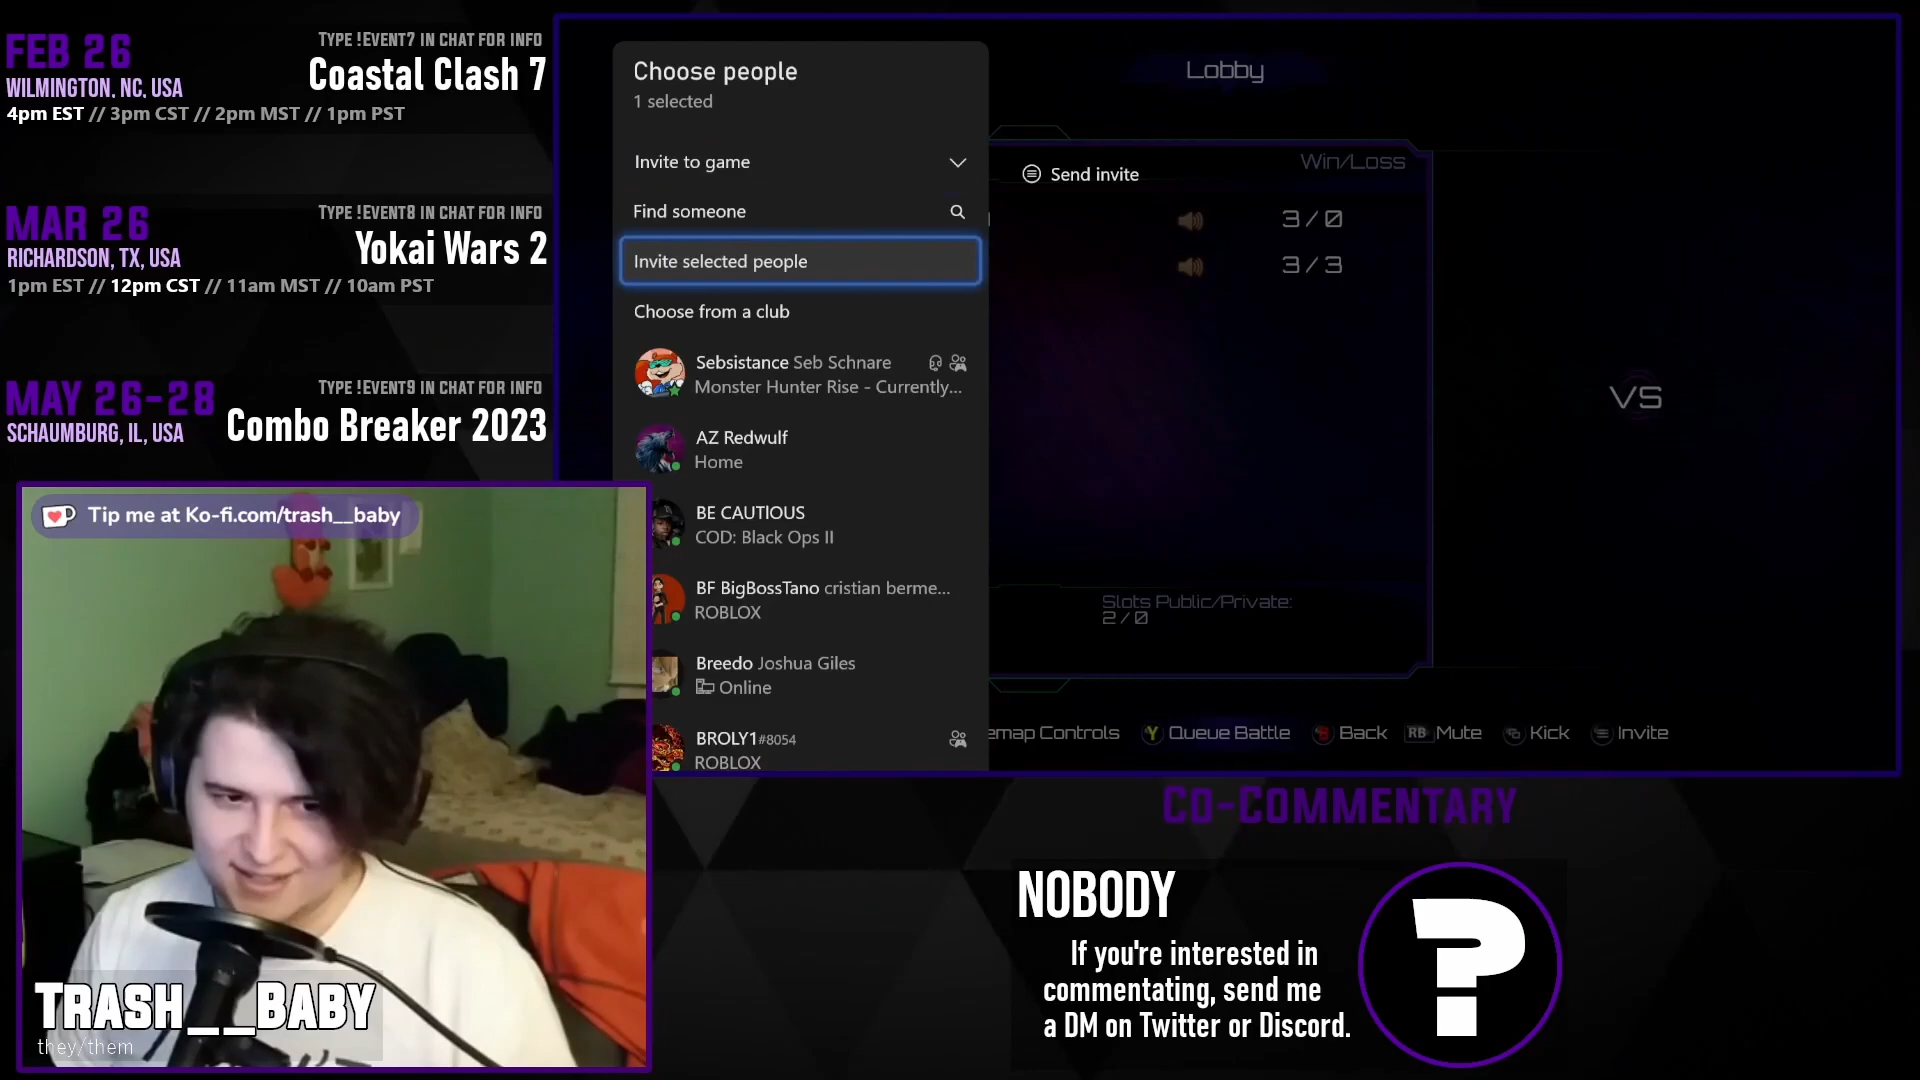 FEB 26
TYPE !EVENT7 IN CHAT FOR INFO
WILMINGTON, NC, USA
Coastal Clash 7
4pm EST // 3pm CST // 2pm MST // 1pm PST
MAR 26
TYPE !EVENT8 IN CHAT FOR INFO
RICHARDSON, TX, USA
Yokai Wars 2
1pm EST // 12pm CST // 11am MST // 10am PST
MAY 26-28
TYPE !EVENT9 IN CHAT FOR INFO
SCHAUMBURG, IL, USA
Combo Breaker 2023
Choose people
1 selected
Invite to game
Find someone
Invite selected people
Choose from a club
Sebsistance Seb Schnare
Monster Hunter Rise - Currently...
AZ Redwulf
Home
BE CAUTIOUS
COD: Black Ops II
BF BigBossTano cristian berme...
ROBLOX
Breedo Joshua Giles
Online
BROLY1#8054
ROBLOX
Lobby
Send invite
Win/Loss
3/0
3/3
VS
Slots Public/Private:
2/0
emap Controls
Y Queue Battle
B Back
RB Mute
Kick
Invite
Tip me at Ko-fi.com/trash__baby
TRASH__BABY
they/them
CO-COMMENTARY
NOBODY
If you're interested in
commentating, send me
a DM on Twitter or Discord.
?